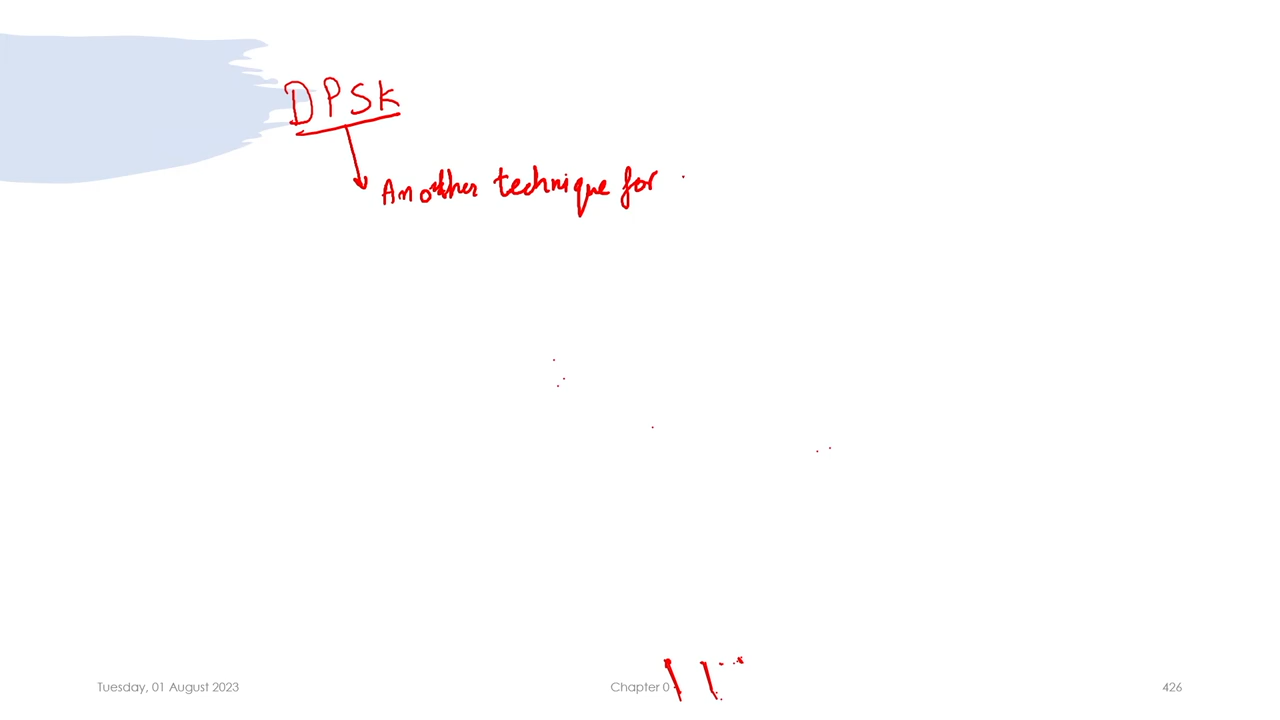 DPSK
Another technique for
Tuesday, 01 August 2023
Chapter 0
426